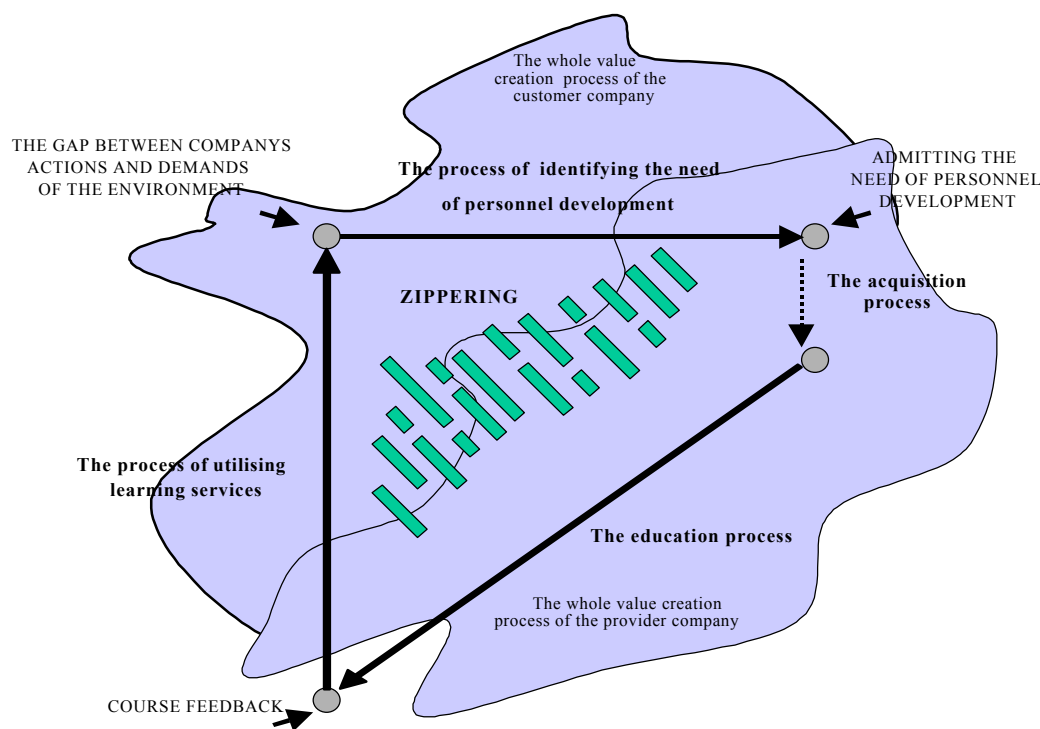 The whole value
creation process of the
customer company
THE GAP BETWEEN COMPANYS
ACTIONS AND DEMANDS
OF THE ENVIRONMENT
The process of identifying the need
of personnel development
ADMITTING THE
NEED OF PERSONNEL
DEVELOPMENT
ZIPPERING
The acquisition
process
The process of utilising
learning services
The education process
The whole value creation
process of the provider company
COURSE FEEDBACK